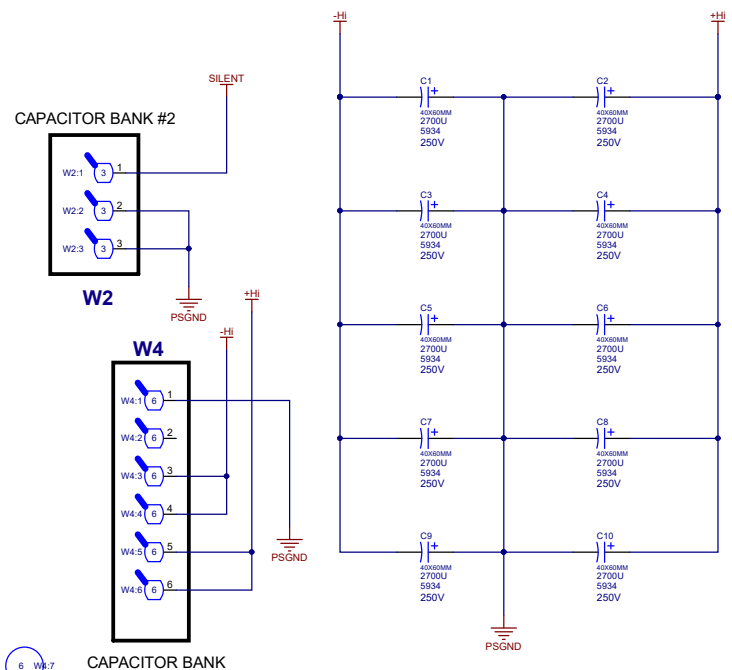 -Hi
+Hi
SILENT
CAPACITOR BANK #2
W2:1 3 1
W2:2 3 2
W2:3 3 3
W2
PSGND
+Hi
-Hi
W4
W4:1 6 1
W4:2 6 2
W4:3 6 3
W4:4 6 4
W4:5 6 5
W4:6 6 6
PSGND
6 W4:7
CAPACITOR BANK
C1
+
40X60MM
2700U
5934
250V
C2
+
40X60MM
2700U
5934
250V
C3
+
40X60MM
2700U
5934
250V
C4
+
40X60MM
2700U
5934
250V
C5
+
40X60MM
2700U
5934
250V
C6
+
40X60MM
2700U
5934
250V
C7
+
40X60MM
2700U
5934
250V
C8
+
40X60MM
2700U
5934
250V
C9
+
40X60MM
2700U
5934
250V
C10
+
40X60MM
2700U
5934
250V
PSGND